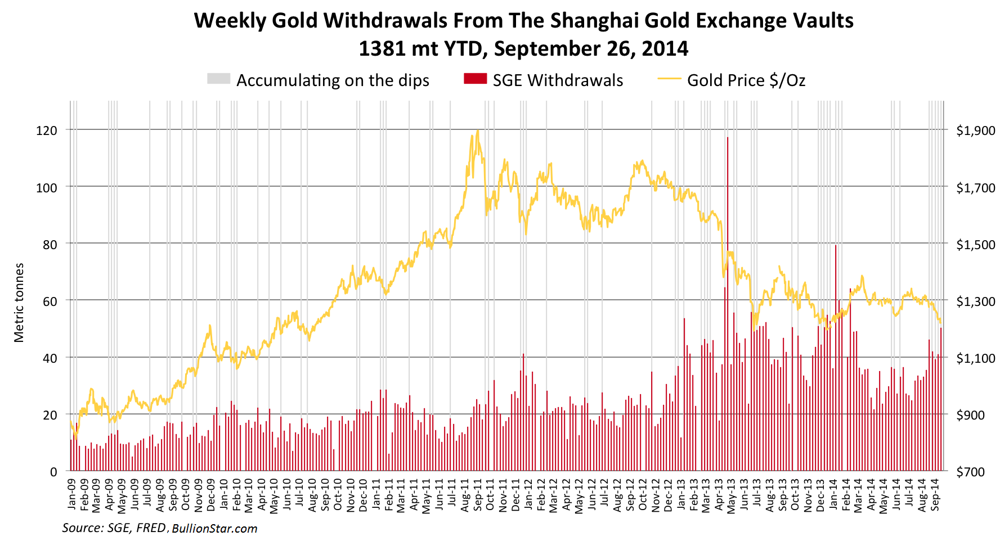 Weekly Gold Withdrawals From The Shanghai Gold Exchange Vaults
1381 mt YTD, September 26, 2014
Accumulating on the dips SGE Withdrawals Gold Price $/Oz
Metric tonnes
120
100
80
60
40
20
0
$1,900
$1,700
$1,500
$1,300
$1,100
$900
$700
Jan-09
Feb-09
Mar-09
Apr-09
May-09
Jun-09
Jul-09
Aug-09
Sep-09
Oct-09
Nov-09
Dec-09
Jan-10
Feb-10
Mar-10
Apr-10
May-10
Jun-10
Jul-10
Aug-10
Sep-10
Oct-10
Nov-10
Dec-10
Jan-11
Feb-11
Mar-11
Apr-11
May-11
Jun-11
Jul-11
Aug-11
Sep-11
Oct-11
Nov-11
Dec-11
Jan-12
Feb-12
Mar-12
Apr-12
May-12
Jun-12
Jul-12
Aug-12
Sep-12
Oct-12
Nov-12
Dec-12
Jan-13
Feb-13
Mar-13
Apr-13
May-13
Jun-13
Jul-13
Aug-13
Sep-13
Oct-13
Nov-13
Dec-13
Jan-14
Feb-14
Mar-14
Apr-14
May-14
Jun-14
Jul-14
Aug-14
Sep-14
Source: SGE, FRED, BullionStar.com